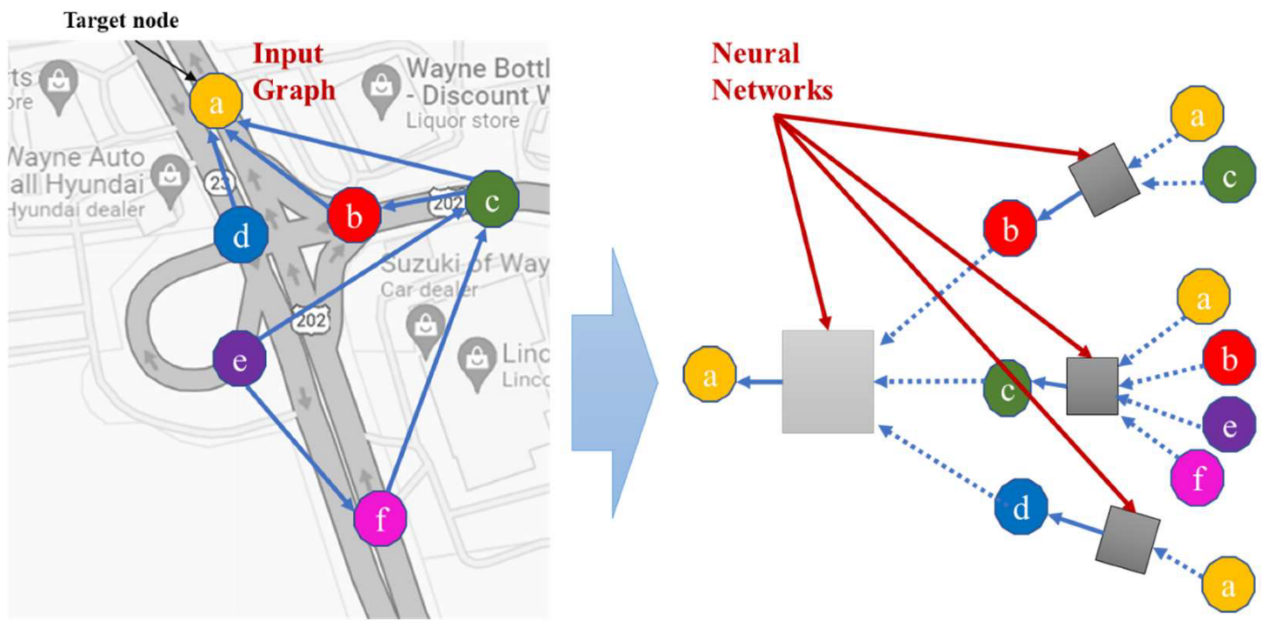 Target node
Input
Graph
Wayne Bottl
- Discount W
Liquor store
rts
ore
Wayne Auto
all Hyundai
Hyundai dealer
23
202
a
b
c
d
Suzuki of Way
Car dealer
202
e
Linc
Linco
f
Neural
Networks
a
c
b
a
b
a
c
e
f
d
a